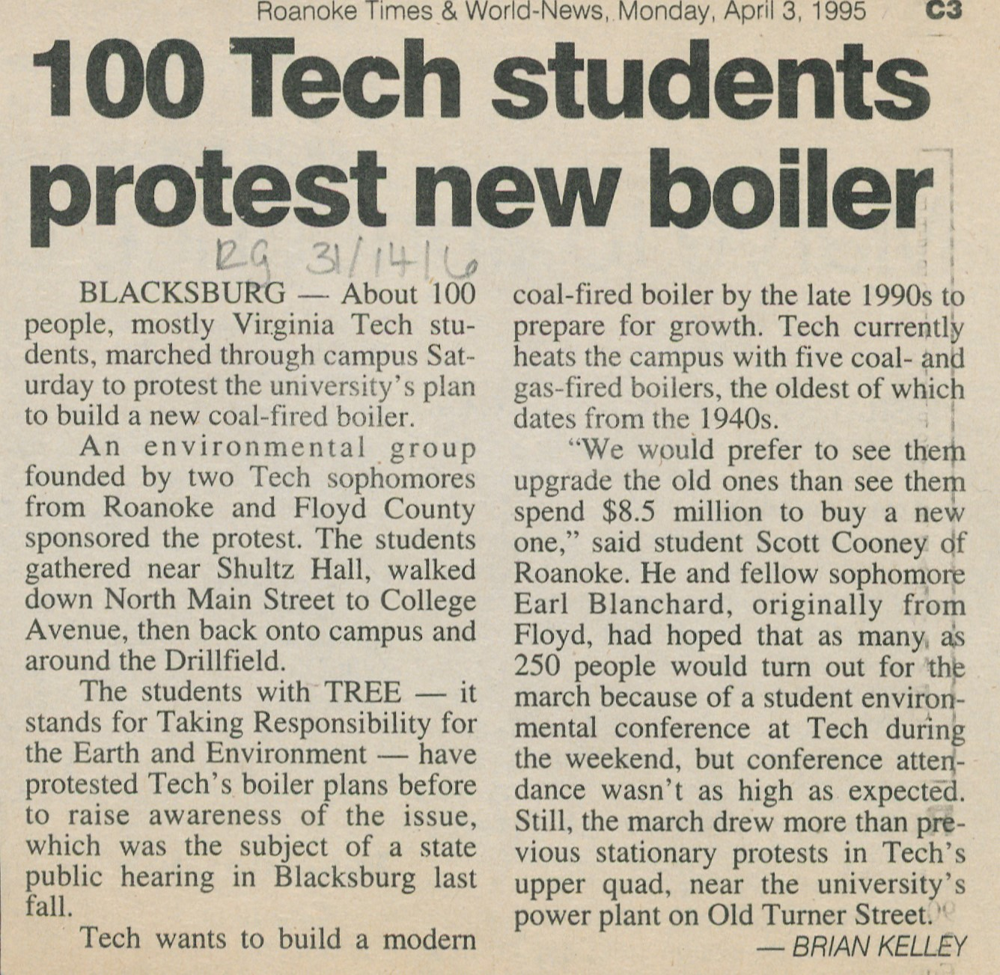 Roanoke Times & World-News, Monday, April 3, 1995 C3
100 Tech students
protest new boiler
RG 31/14/6
BLACKSBURG — About 100
people, mostly Virginia Tech stu-
dents, marched through campus Sat-
urday to protest the university's plan
to build a new coal-fired boiler.
An environmental group
founded by two Tech sophomores
from Roanoke and Floyd County
sponsored the protest. The students
gathered near Shultz Hall, walked
down North Main Street to College
Avenue, then back onto campus and
around the Drillfield.
The students with TREE — it
stands for Taking Responsibility for
the Earth and Environment — have
protested Tech's boiler plans before
to raise awareness of the issue,
which was the subject of a state
public hearing in Blacksburg last
fall.
Tech wants to build a modern
coal-fired boiler by the late 1990s to
prepare for growth. Tech currently
heats the campus with five coal- and
gas-fired boilers, the oldest of which
dates from the 1940s.
"We would prefer to see them
upgrade the old ones than see them
spend $8.5 million to buy a new
one," said student Scott Cooney of
Roanoke. He and fellow sophomore
Earl Blanchard, originally from
Floyd, had hoped that as many as
250 people would turn out for the
march because of a student environ-
mental conference at Tech during
the weekend, but conference atten-
dance wasn't as high as expected.
Still, the march drew more than pre-
vious stationary protests in Tech's
upper quad, near the university's
power plant on Old Turner Street.
— BRIAN KELLEY